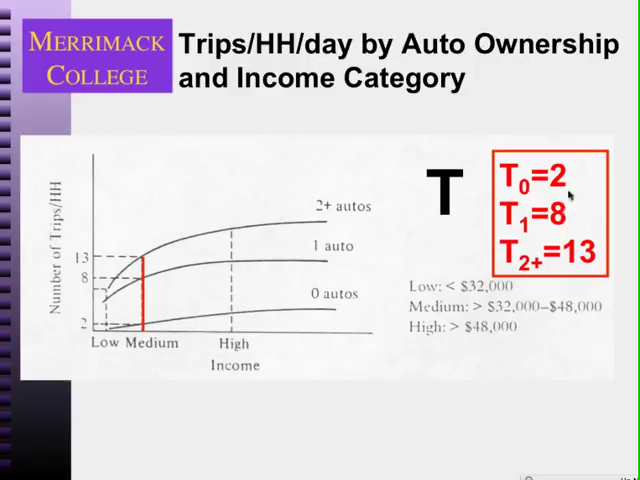 MERRIMACK
COLLEGE
Trips/HH/day by Auto Ownership
and Income Category
Number of Trips/HH
2+ autos
1 auto
0 autos
13
8
2
Low Medium High
Income
T
T0=2
T1=8
T2+=13
Low: < $32,000
Medium: > $32,000–$48,000
High: > $48,000